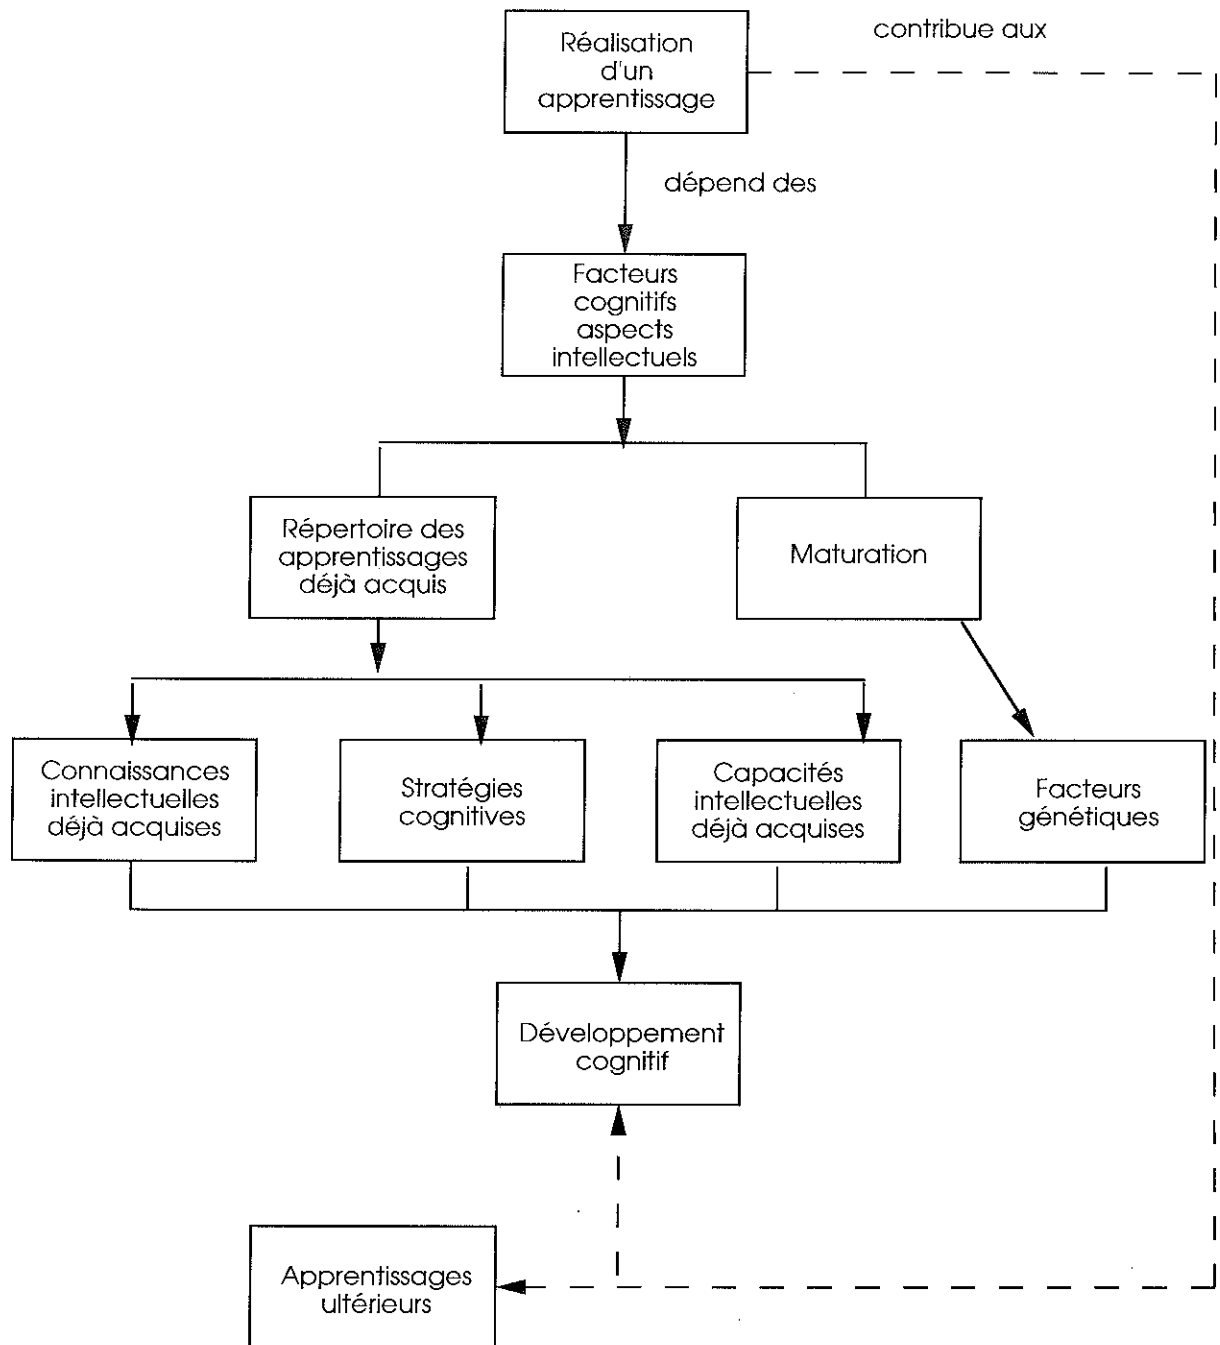 Réalisation
d'un
apprentissage
contribue aux
dépend des
Facteurs
cognitifs
aspects
intellectuels
Répertoire des
apprentissages
déjà acquis
Maturation
Connaissances
intellectuelles
déjà acquises
Stratégies
cognitives
Capacités
intellectuelles
déjà acquises
Facteurs
génétiques
Développement
cognitif
Apprentissages
ultérieurs